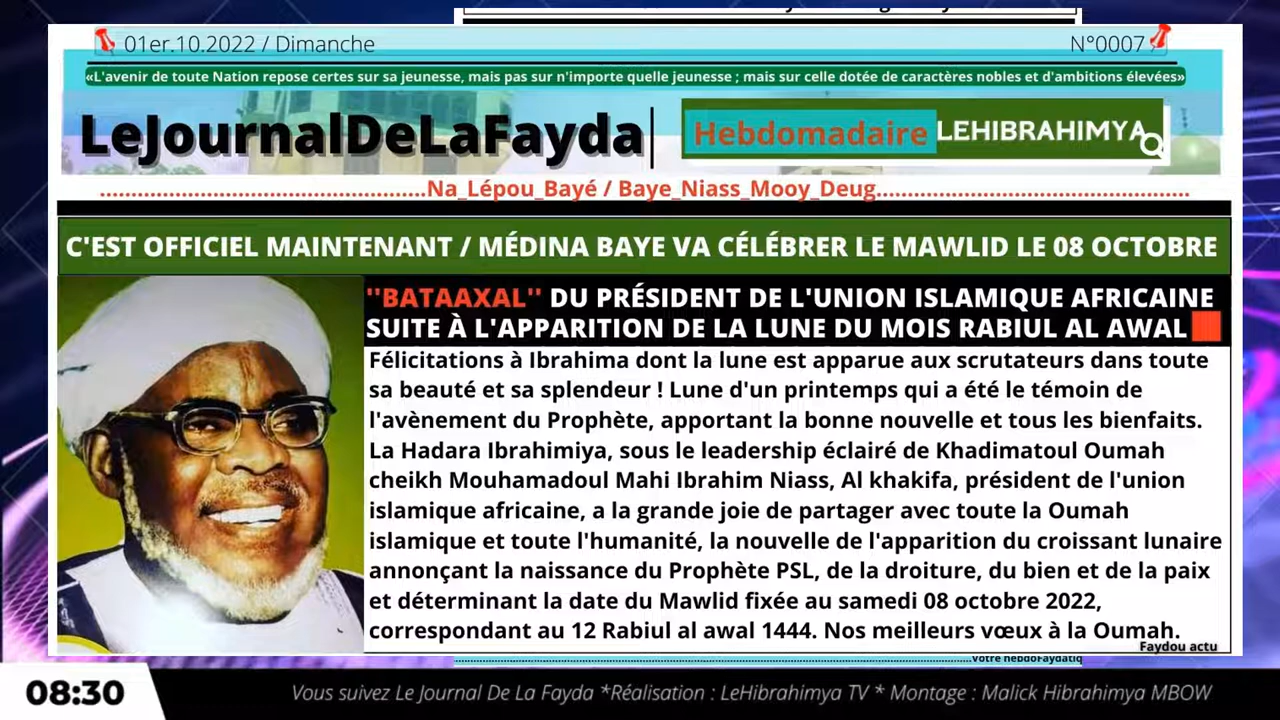 01er.10.2022 / Dimanche N°0007
«L'avenir de toute Nation repose certes sur sa jeunesse, mais pas sur n'importe quelle jeunesse ; mais sur celle dotée de caractères nobles et d'ambitions élevées»
LeJournalDeLaFayda| Hebdomadaire LEHIBRAHIMYA
....................................................Na_Lépou_Bayé / Baye_Niass_Mooy_Deug..................................................
C'EST OFFICIEL MAINTENANT / MÉDINA BAYE VA CÉLÉBRER LE MAWLID LE 08 OCTOBRE
''BATAAXAL'' DU PRÉSIDENT DE L'UNION ISLAMIQUE AFRICAINE
SUITE À L'APPARITION DE LA LUNE DU MOIS RABIUL AL AWAL
Félicitations à Ibrahima dont la lune est apparue aux scrutateurs dans toute
sa beauté et sa splendeur ! Lune d'un printemps qui a été le témoin de
l'avènement du Prophète, apportant la bonne nouvelle et tous les bienfaits.
La Hadara Ibrahimiya, sous le leadership éclairé de Khadimatoul Oumah
cheikh Mouhamadoul Mahi Ibrahim Niass, Al khakifa, président de l'union
islamique africaine, a la grande joie de partager avec toute la Oumah
islamique et toute l'humanité, la nouvelle de l'apparition du croissant lunaire
annonçant la naissance du Prophète PSL, de la droiture, du bien et de la paix
et déterminant la date du Mawlid fixée au samedi 08 octobre 2022,
correspondant au 12 Rabiul al awal 1444. Nos meilleurs vœux à la Oumah.
Faydou actu
Votre hebdoFaydatiq
08:30 Vous suivez Le Journal De La Fayda *Réalisation : LeHibrahimya TV * Montage : Malick Hibrahimya MBOW